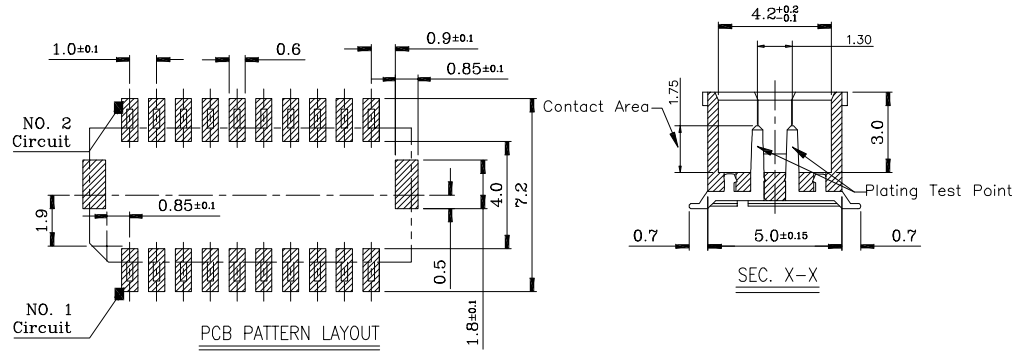 1.0±0.1
0.6
0.9±0.1
0.85±0.1
NO. 2
Circuit
1.9
0.85±0.1
4.0
7.2
0.5
1.8±0.1
NO. 1
Circuit
PCB PATTERN LAYOUT
4.2+0.2 -0.1
1.30
1.75
Contact Area
3.0
Plating Test Point
0.7
5.0±0.15
0.7
SEC. X-X